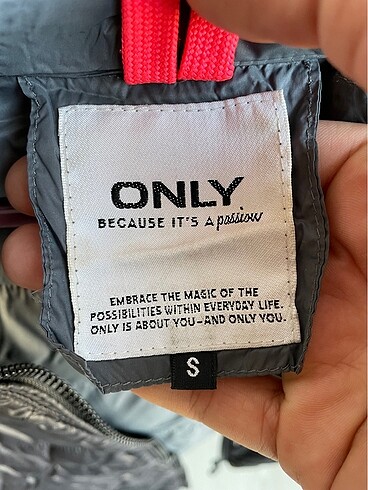 ONLY
BECAUSE IT'S A passion
EMBRACE THE MAGIC OF THE
POSSIBILITIES WITHIN EVERYDAY LIFE.
ONLY IS ABOUT YOU—AND ONLY YOU.
S